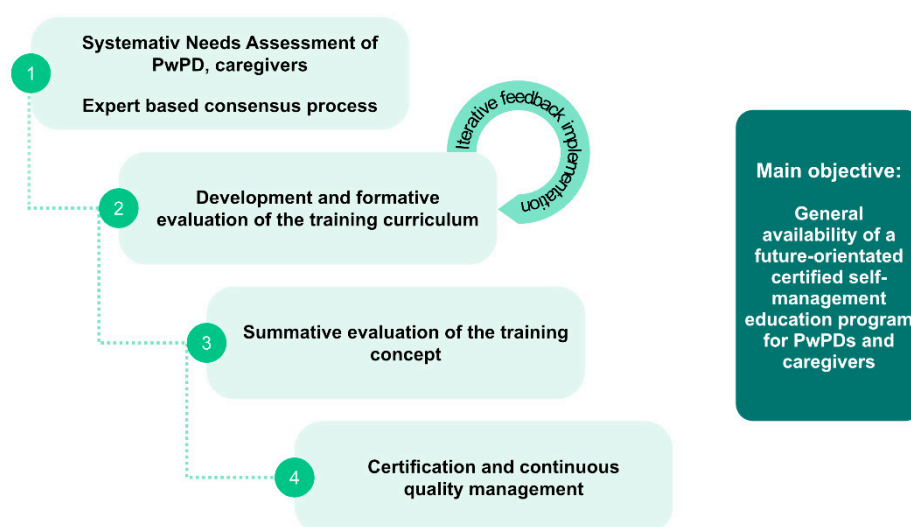 1
Systemativ Needs Assessment of
PwPD, caregivers
Expert based consensus process
Iterative feedback implementation
2
Development and formative
evaluation of the training curriculum
3
Summative evaluation of the training
concept
4
Certification and continuous
quality management
Main objective:
General
availability of a
future-orientated
certified self-
management
education program
for PwPDs and
caregivers